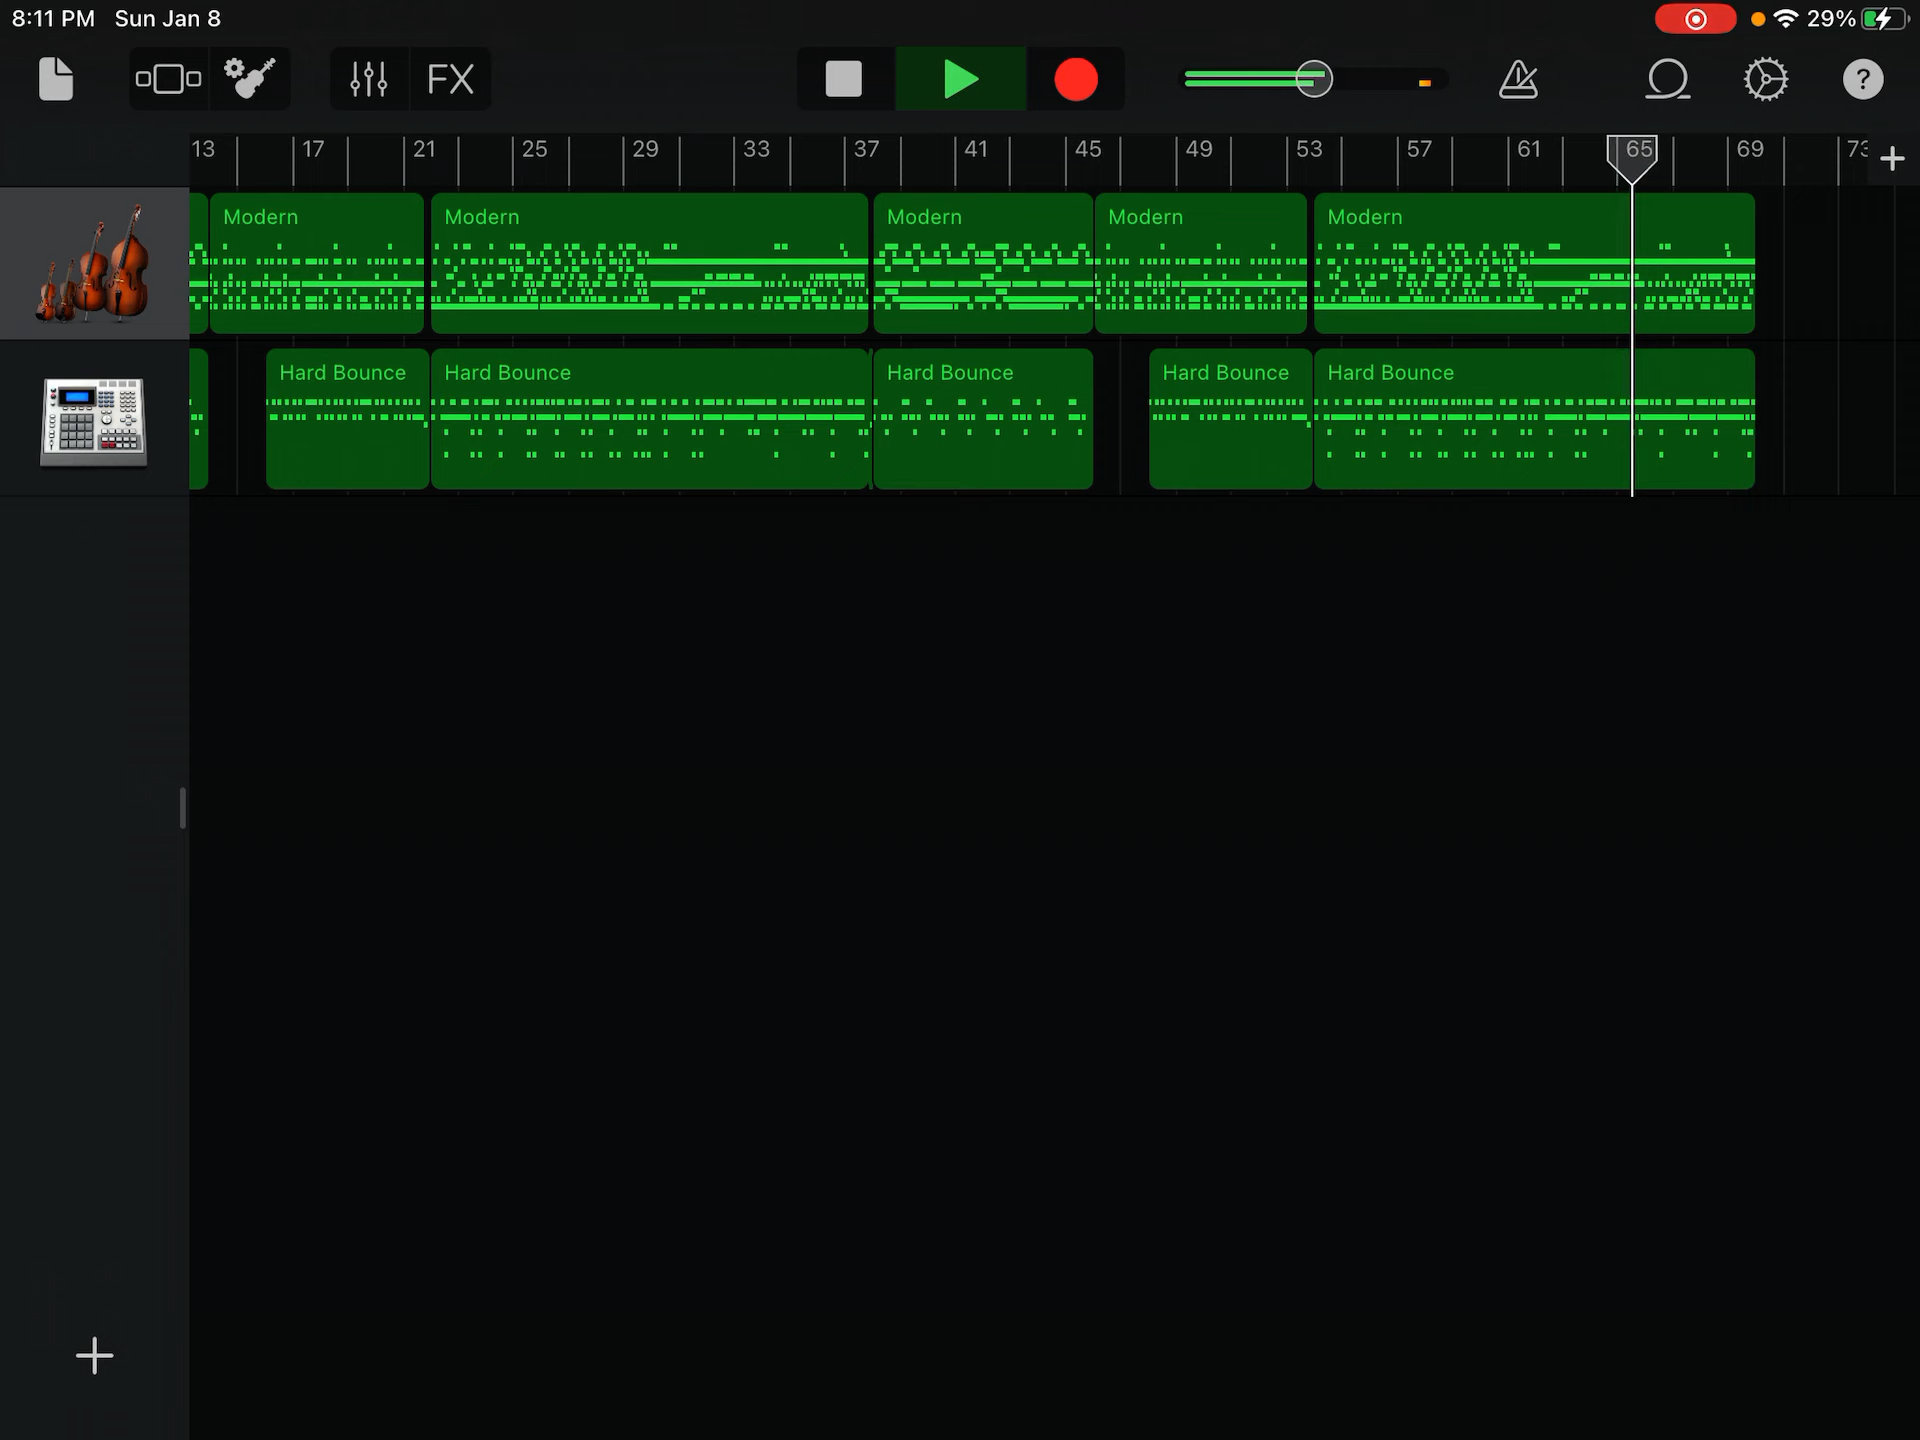 8:11 PM Sun Jan 8 29%
FX ?
13 17 21 25 29 33 37 41 45 49 53 57 61 65 69 73
Modern Modern Modern Modern Modern
Hard Bounce Hard Bounce Hard Bounce Hard Bounce Hard Bounce